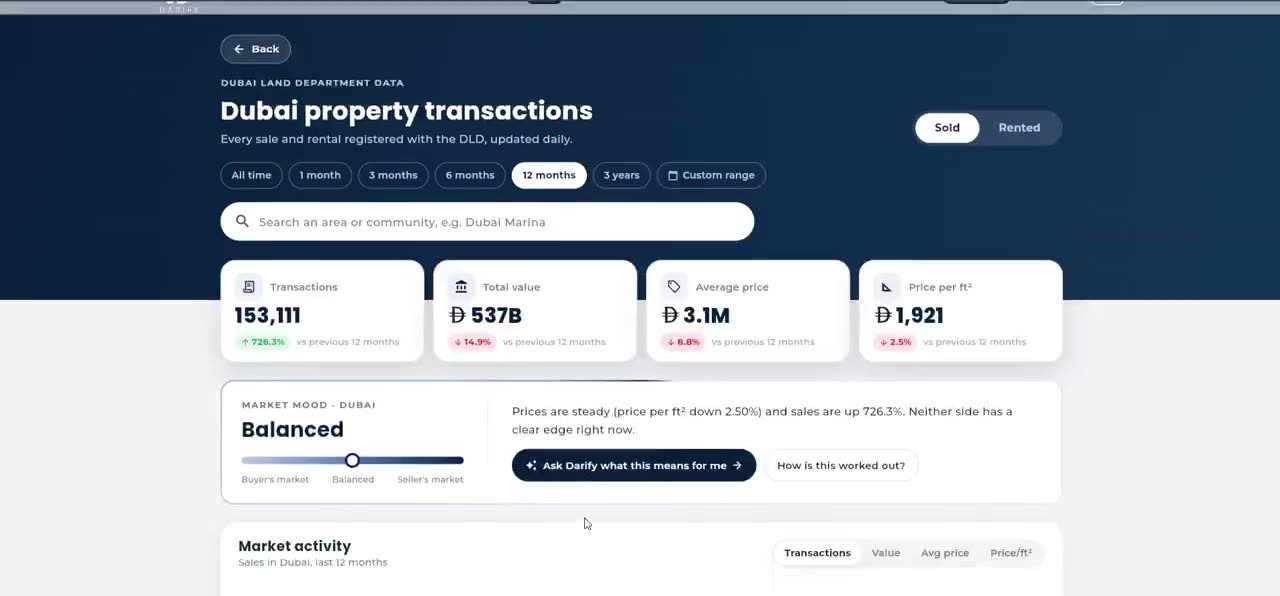 Back
DUBAI LAND DEPARTMENT DATA
Dubai property transactions
Every sale and rental registered with the DLD, updated daily.
Sold
Rented
All time
1 month
3 months
6 months
12 months
3 years
Custom range
Search an area or community, e.g. Dubai Marina
Transactions
153,111
↑ 726.3% vs previous 12 months
Total value
537B
↓ 14.9% vs previous 12 months
Average price
3.1M
↓ 8.8% vs previous 12 months
Price per ft²
1,921
↓ 2.5% vs previous 12 months
MARKET MOOD · DUBAI
Balanced
Buyer's market
Balanced
Seller's market
Prices are steady (price per ft² down 2.50%) and sales are up 726.3%. Neither side has a
clear edge right now.
Ask Darify what this means for me →
How is this worked out?
Market activity
Sales in Dubai, last 12 months
Transactions
Value
Avg price
Price/ft²